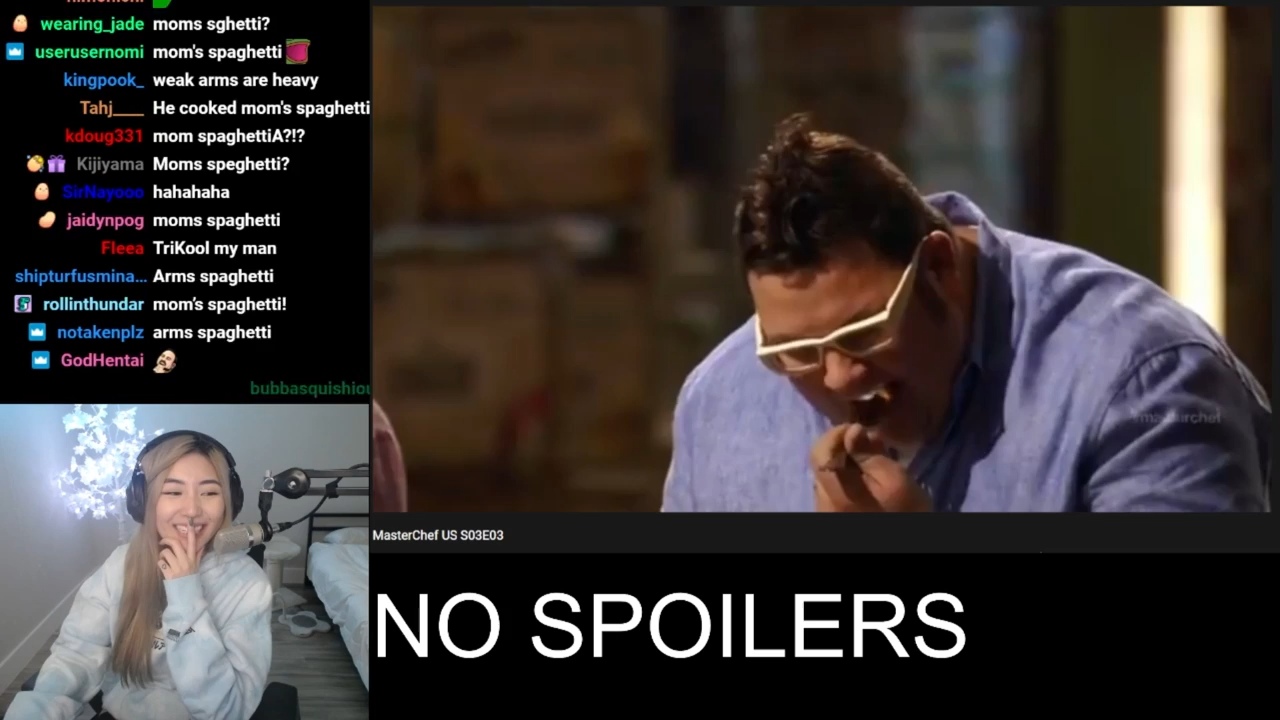 wearing_jade moms sghetti?
userusernomi mom's spaghetti
kingpook_ weak arms are heavy
Tahj____ He cooked mom's spaghetti
kdoug331 mom spaghettiA?!?
Kijiyama Moms speghetti?
SirNayooo hahahaha
jaidynpog moms spaghetti
Fleea TriKool my man
shipturfusmina... Arms spaghetti
rollinthundar mom's spaghetti!
notakenplz arms spaghetti
GodHentai
bubbasquishiou
MasterChef US S03E03
NO SPOILERS